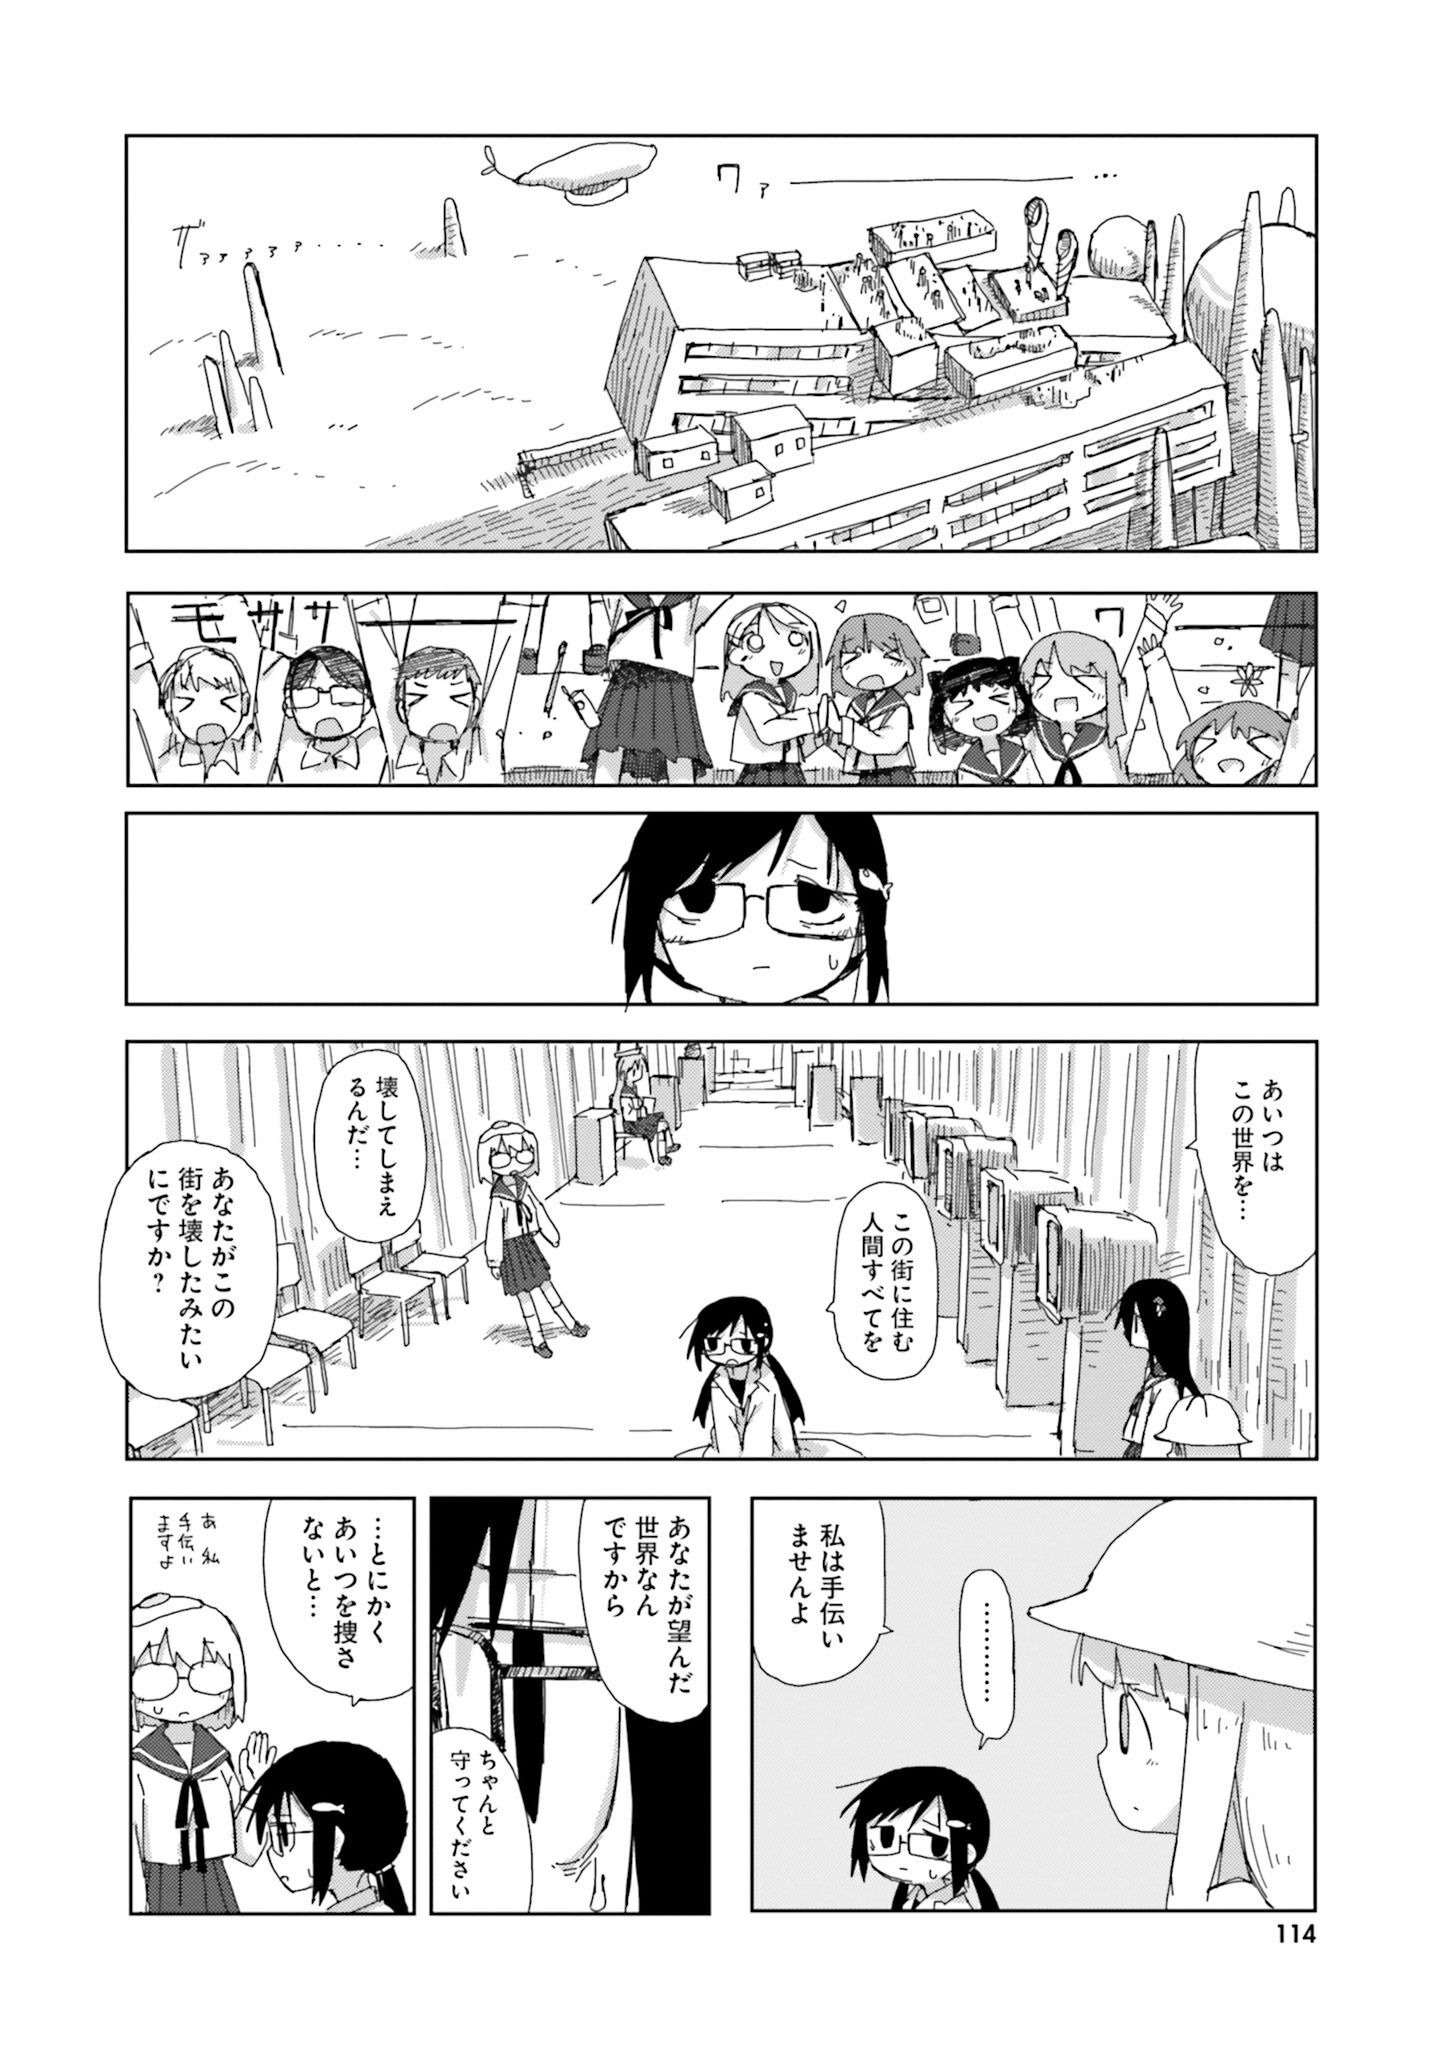 ワァ――――…
ザァァァァァ‥‥
ワ
モササ――
あいつは
この世界を…
この街に住む
人間すべてを
壊してしまえ
るんだ…
あなたがこの
街を壊したみたい
にですか?
…………
私は手伝い
ませんよ
あなたが望んだ
世界なん
ですから
ちゃんと
守ってください
…とにかく
あいつを捜さ
ないと…
あ 私
手伝い
ますよ
114